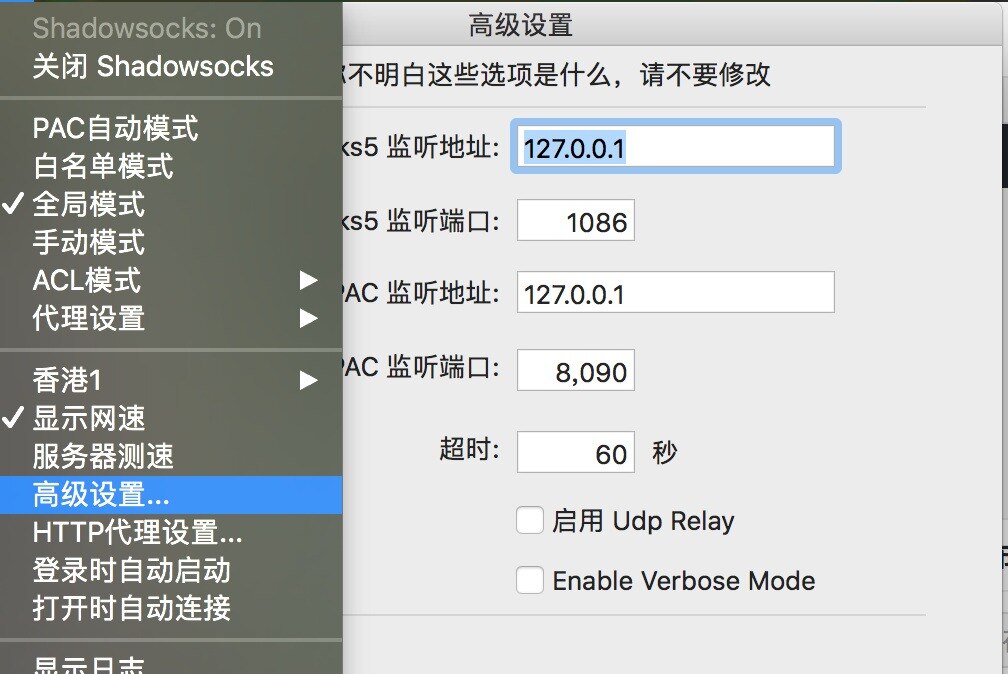 Shadowsocks: On
关闭 Shadowsocks
PAC自动模式
白名单模式
全局模式
手动模式
ACL模式
代理设置
香港1
显示网速
服务器测速
高级设置...
HTTP代理设置...
登录时自动启动
打开时自动连接
显示日志
高级设置
不明白这些选项是什么，请不要修改
ks5 监听地址: 127.0.0.1
ks5 监听端口: 1086
PAC 监听地址: 127.0.0.1
PAC 监听端口: 8,090
超时: 60 秒
启用 Udp Relay
Enable Verbose Mode